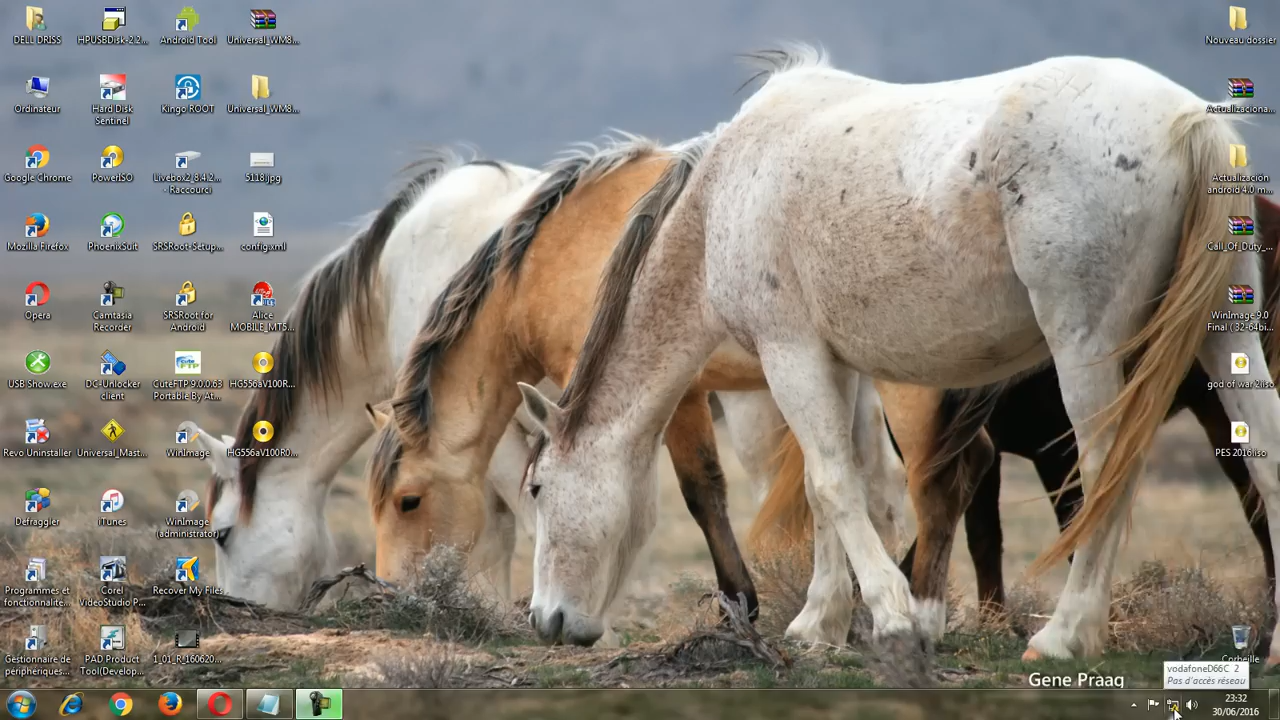 DELL DRISS
HPUSBDisk-2.2...
Android Tool
Universal_WM8...
Nouveau dossier
Ordinateur
Hard Disk
Sentinel
Kingo ROOT
Universal_WM8...
Actualizaciona...
Google Chrome
PowerISO
Livebox2-8.4.2...
- Raccourci
5118.jpg
Actualizacion
android 4.0 m...
Mozilla Firefox
PhoenixSuit
SRSRoot-Setup...
config.xml
Call_Of_Duty_...
Opera
Camtasia
Recorder
SRSRoot for
Android
Alice
MOBILE_MT5...
WinImage 9.0
Final (32-64bi...
USB Show.exe
DC-Unlocker
client
CuteFTP 9.0.0.63
Portable By At...
HG556aV100R...
god of war 2.iso
Revo Uninstaller
Universal_Mast...
WinImage
HG556aV100R0...
PES 2016.iso
Defraggler
iTunes
WinImage
(administrator)
Programmes et
fonctionnalite...
Corel
VideoStudio P...
Recover My Files
Gestionnaire de
périphériques...
PAD Product
Tool(Develop...
1_01_R_160620...
Corbeille
Gene Praag
vodafoneD66C 2
Pas d'accès réseau
23:32
30/06/2016